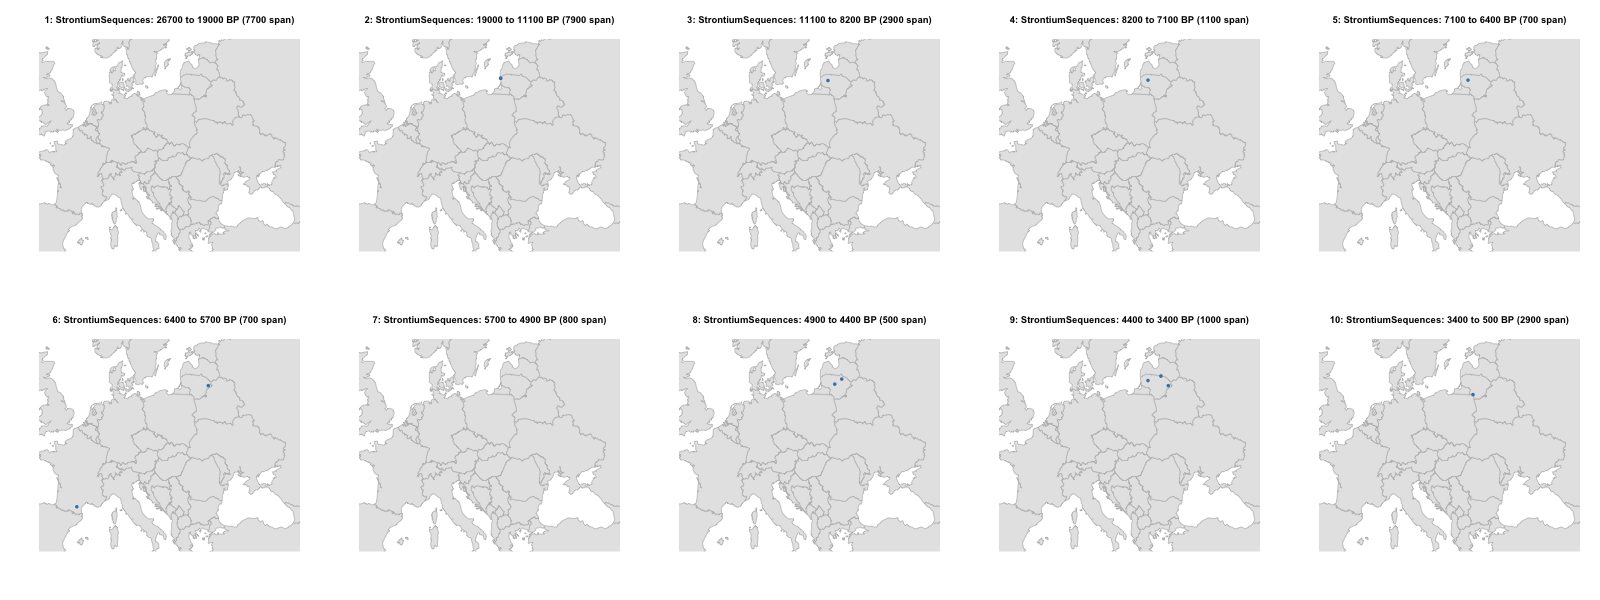 1: StrontiumSequences: 26700 to 19000 BP (7700 span)
2: StrontiumSequences: 19000 to 11100 BP (7900 span)
3: StrontiumSequences: 11100 to 8200 BP (2900 span)
4: StrontiumSequences: 8200 to 7100 BP (1100 span)
5: StrontiumSequences: 7100 to 6400 BP (700 span)
6: StrontiumSequences: 6400 to 5700 BP (700 span)
7: StrontiumSequences: 5700 to 4900 BP (800 span)
8: StrontiumSequences: 4900 to 4400 BP (500 span)
9: StrontiumSequences: 4400 to 3400 BP (1000 span)
10: StrontiumSequences: 3400 to 500 BP (2900 span)